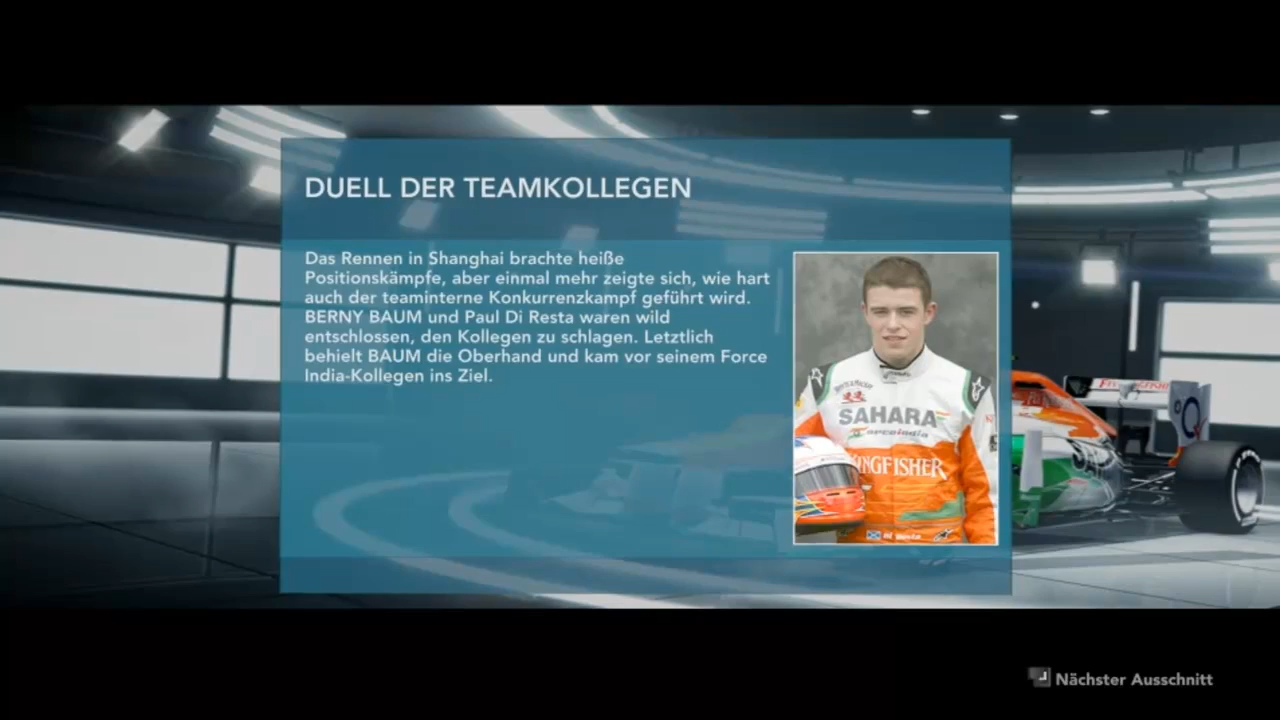 DUELL DER TEAMKOLLEGEN
Das Rennen in Shanghai brachte heiße
Positionskämpfe, aber einmal mehr zeigte sich, wie hart
auch der teaminterne Konkurrenzkampf geführt wird.
BERNY BAUM und Paul Di Resta waren wild
entschlossen, den Kollegen zu schlagen. Letztlich
behielt BAUM die Oberhand und kam vor seinem Force
India-Kollegen ins Ziel.
SAHARA
KINGFISHER
Nächster Ausschnitt